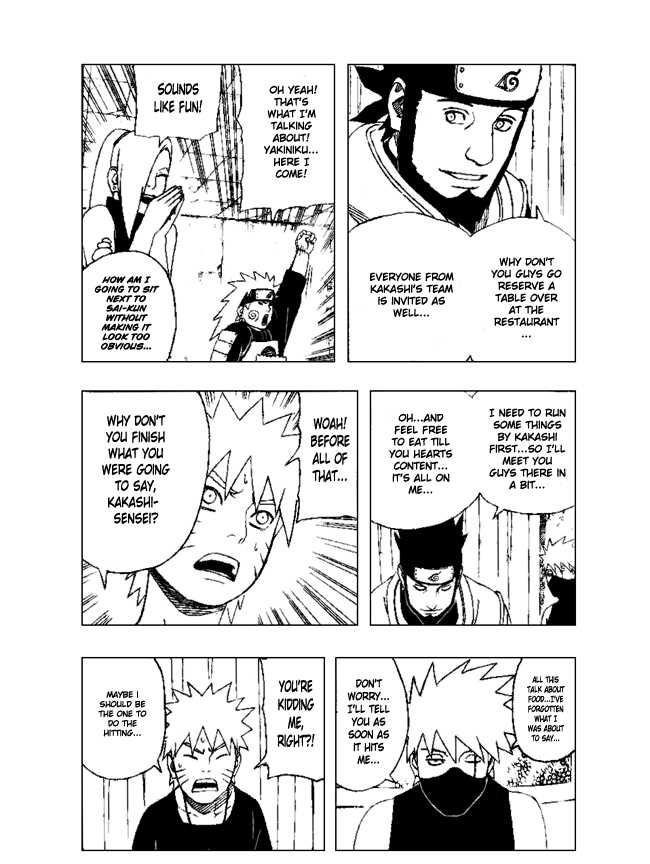 WHY DON'T
YOU GUYS GO
RESERVE A
TABLE OVER
AT THE
RESTAURANT
...
EVERYONE FROM
KAKASHI'S TEAM
IS INVITED AS
WELL...
OH YEAH!
THAT'S
WHAT I'M
TALKING
ABOUT!
YAKINIKU...
HERE I
COME!
SOUNDS
LIKE FUN!
HOW AM I
GOING TO SIT
NEXT TO
SAI-KUN
WITHOUT
MAKING IT
LOOK TOO
OBVIOUS...
I NEED TO RUN
SOME THINGS
BY KAKASHI
FIRST...SO I'LL
MEET YOU
GUYS THERE IN
A BIT...
OH...AND
FEEL FREE
TO EAT TILL
YOU HEARTS
CONTENT...
IT'S ALL ON
ME...
WOAH!
BEFORE
ALL OF
THAT...
WHY DON'T
YOU FINISH
WHAT YOU
WERE GOING
TO SAY,
KAKASHI-
SENSEI?
ALL THIS
TALK ABOUT
FOOD...I'VE
FORGOTTEN
WHAT I
WAS ABOUT
TO SAY...
DON'T
WORRY...
I'LL TELL
YOU AS
SOON AS
IT HITS
ME...
YOU'RE
KIDDING
ME,
RIGHT?!
MAYBE I
SHOULD BE
THE ONE TO
DO THE
HITTING...